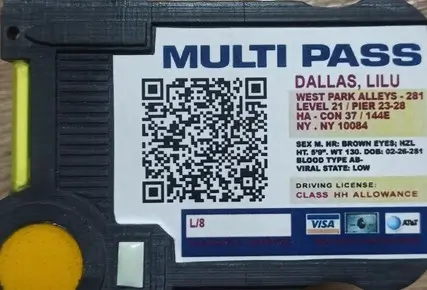 MULTI PASS
DALLAS, LILU
WEST PARK ALLEYS - 281
LEVEL 21 / PIER 23-28
HA - CON 37 / 144E
NY . NY 10084
SEX M. HR: BROWN EYES; HZL
HT. 5'9". WT 130. DOB: 02-26-281
BLOOD TYPE AB-
VIRAL STATE: LOW
DRIVING LICENSE:
CLASS HH ALLOWANCE
L/8
VISA
AT&T